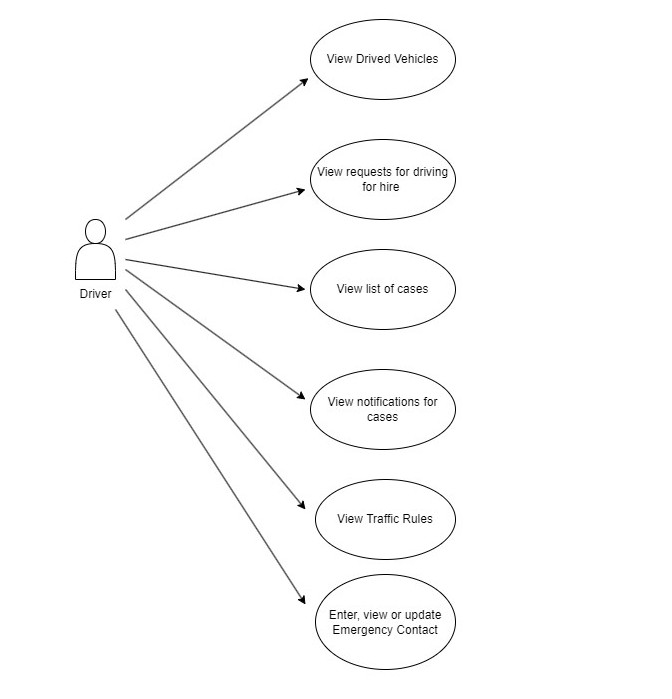 View Drived Vehicles
View requests for driving
for hire
View list of cases
Driver
View notifications for
cases
View Traffic Rules
Enter, view or update
Emergency Contact